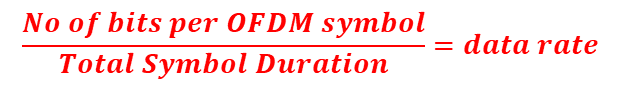 No of bits per OFDM symbol
Total Symbol Duration
= data rate